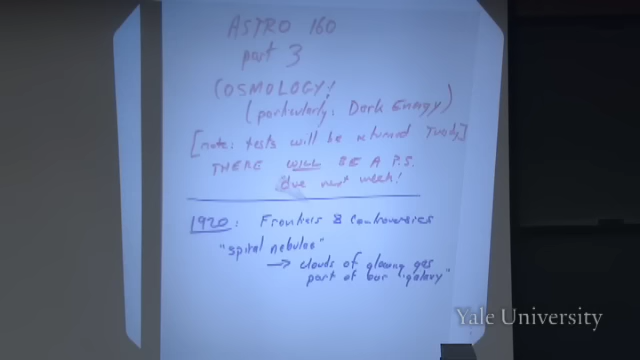 ASTRO 160
part 3
COSMOLOGY!
(particularly: Dark Energy)
[note: tests will be returned Thursday]
THERE WILL BE A P.S.
due next week!
1920: Frontiers & Controversies
"spiral nebulae"
→ clouds of glowing gas
part of our "galaxy"
Yale University